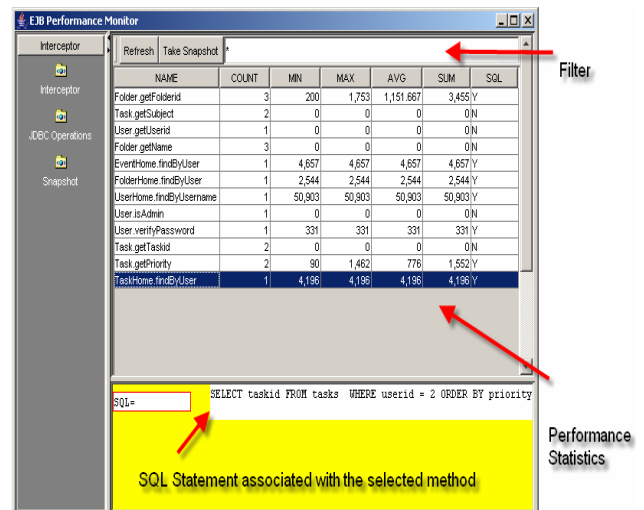 EJB Performance Monitor
Interceptor
Interceptor
JDBC Operations
Snapshot
Refresh Take Snapshot *
Filter
NAME COUNT MIN MAX AVG SUM SQL
Folder.getFolderid 3 200 1,753 1,151.667 3,455 Y
Task.getSubject 2 0 0 0 0 N
User.getUserid 1 0 0 0 0 N
Folder.getName 3 0 0 0 0 N
EventHome.findByUser 1 4,657 4,657 4,657 4,657 Y
FolderHome.findByUser 1 2,544 2,544 2,544 2,544 Y
UserHome.findByUsername 1 50,903 50,903 50,903 50,903 Y
User.isAdmin 1 0 0 0 0 N
User.verifyPassword 1 331 331 331 331 Y
Task.getTaskid 2 0 0 0 0 N
Task.getPriority 2 90 1,462 776 1,552 Y
TaskHome.findByUser 1 4,196 4,196 4,196 4,196 Y
SQL= SELECT taskid FROM tasks WHERE userid = 2 ORDER BY priority
Performance
Statistics
SQL Statement associated with the selected method